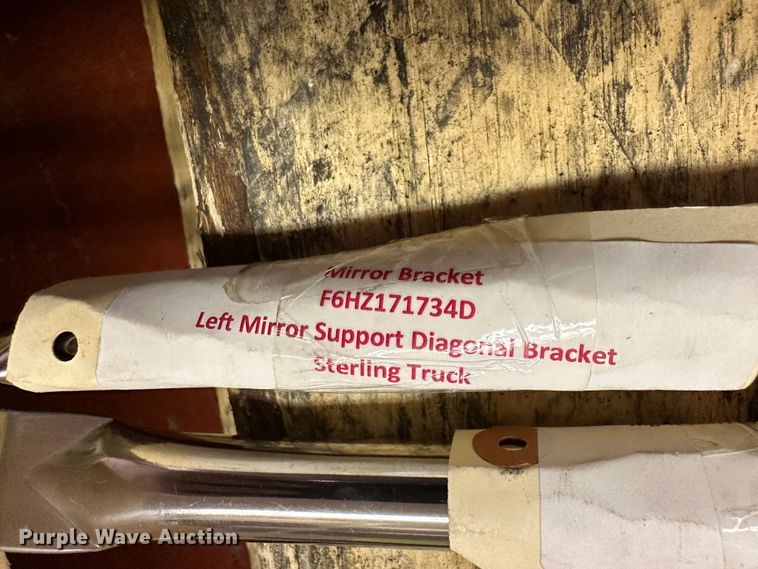 Mirror Bracket
F6HZ171734D
Left Mirror Support Diagonal Bracket
Sterling Truck
Purple Wave Auction